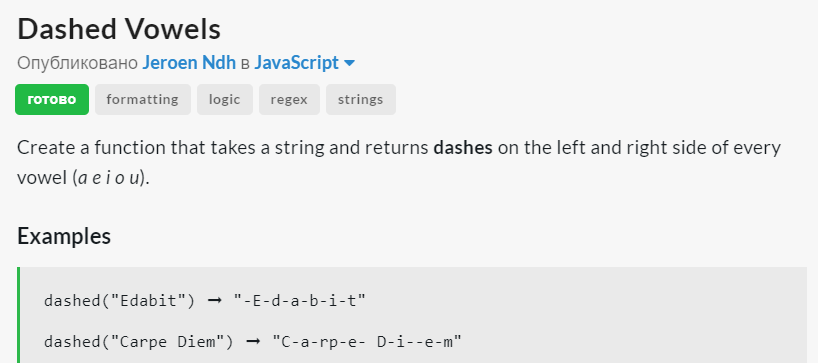 Dashed Vowels
Опубликовано Jeroen Ndh в JavaScript
готово formatting logic regex strings
Create a function that takes a string and returns dashes on the left and right side of every
vowel (a e i o u).
Examples
dashed("Edabit") ➞ "-E-d-a-b-i-t"
dashed("Carpe Diem") ➞ "C-a-rp-e- D-i--e-m"